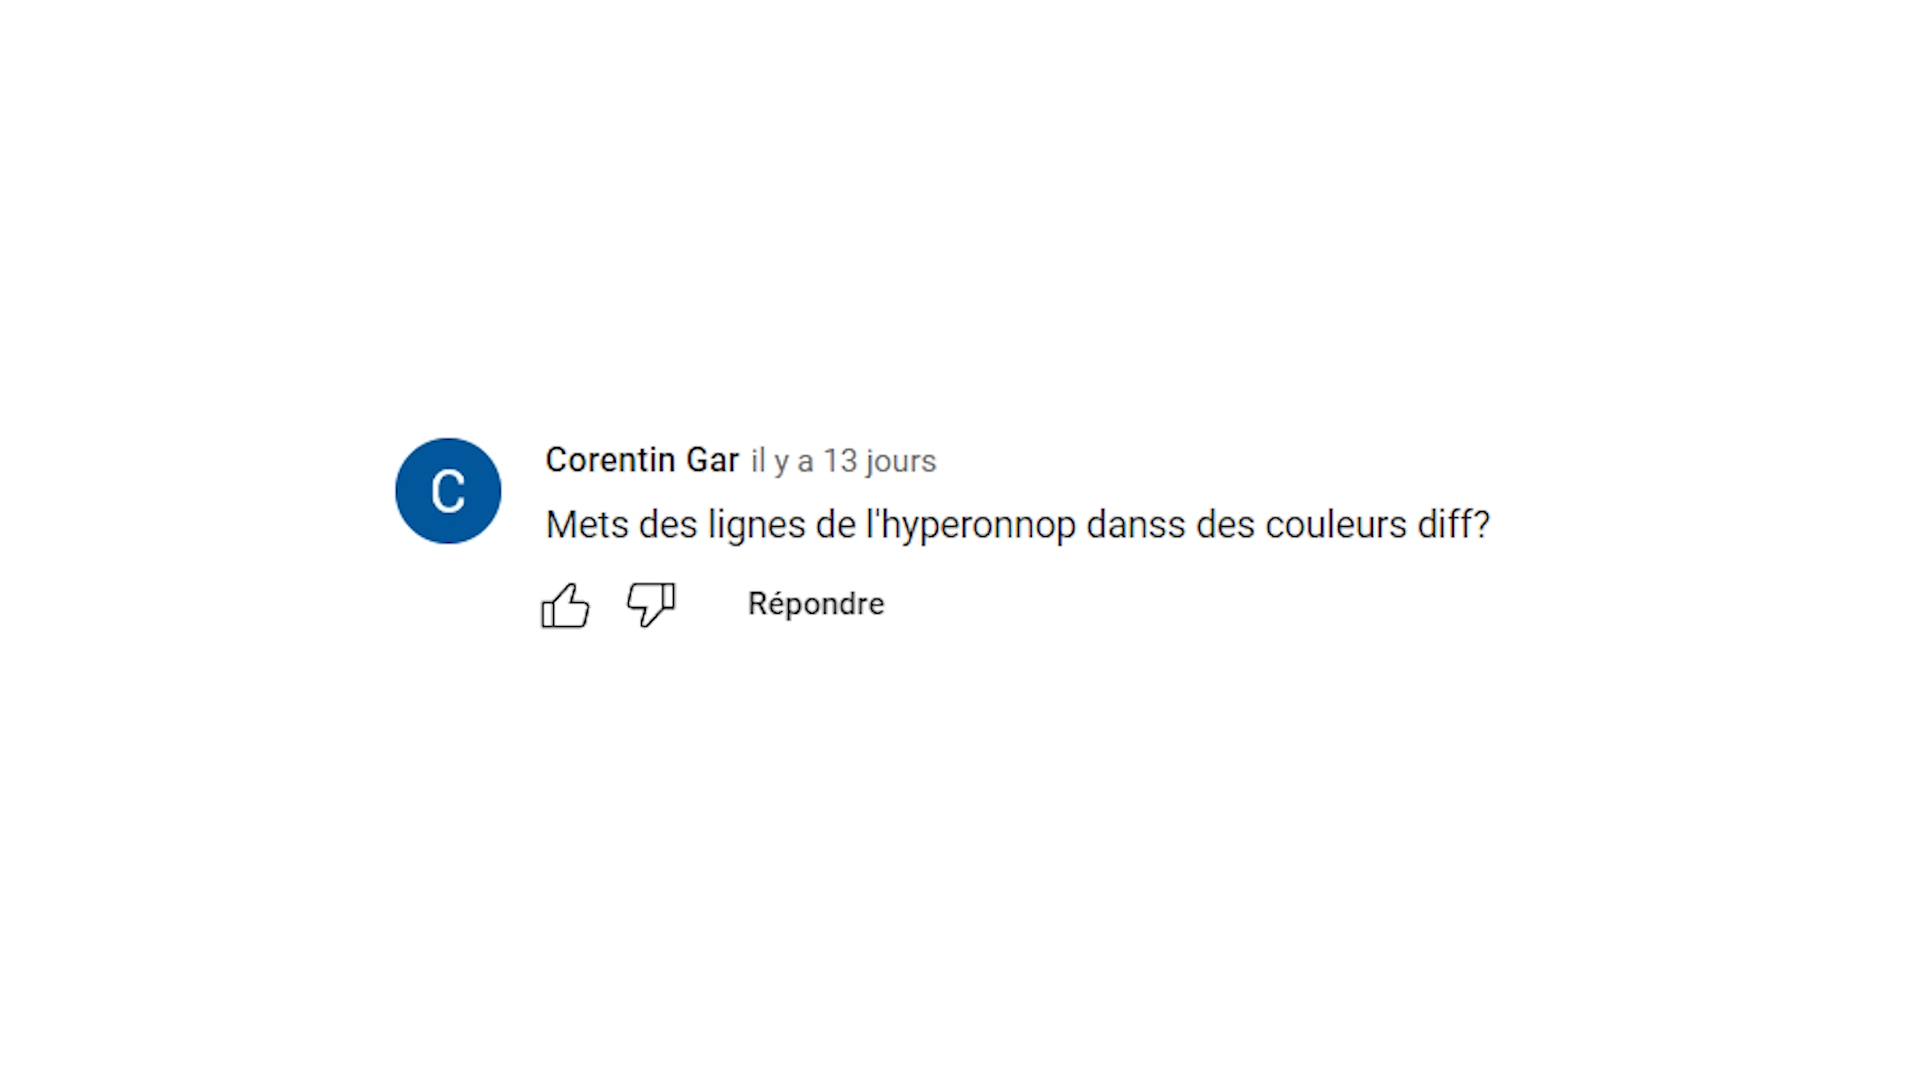 C
Corentin Gar il y a 13 jours
Mets des lignes de l'hyperonnop danss des couleurs diff?
Répondre